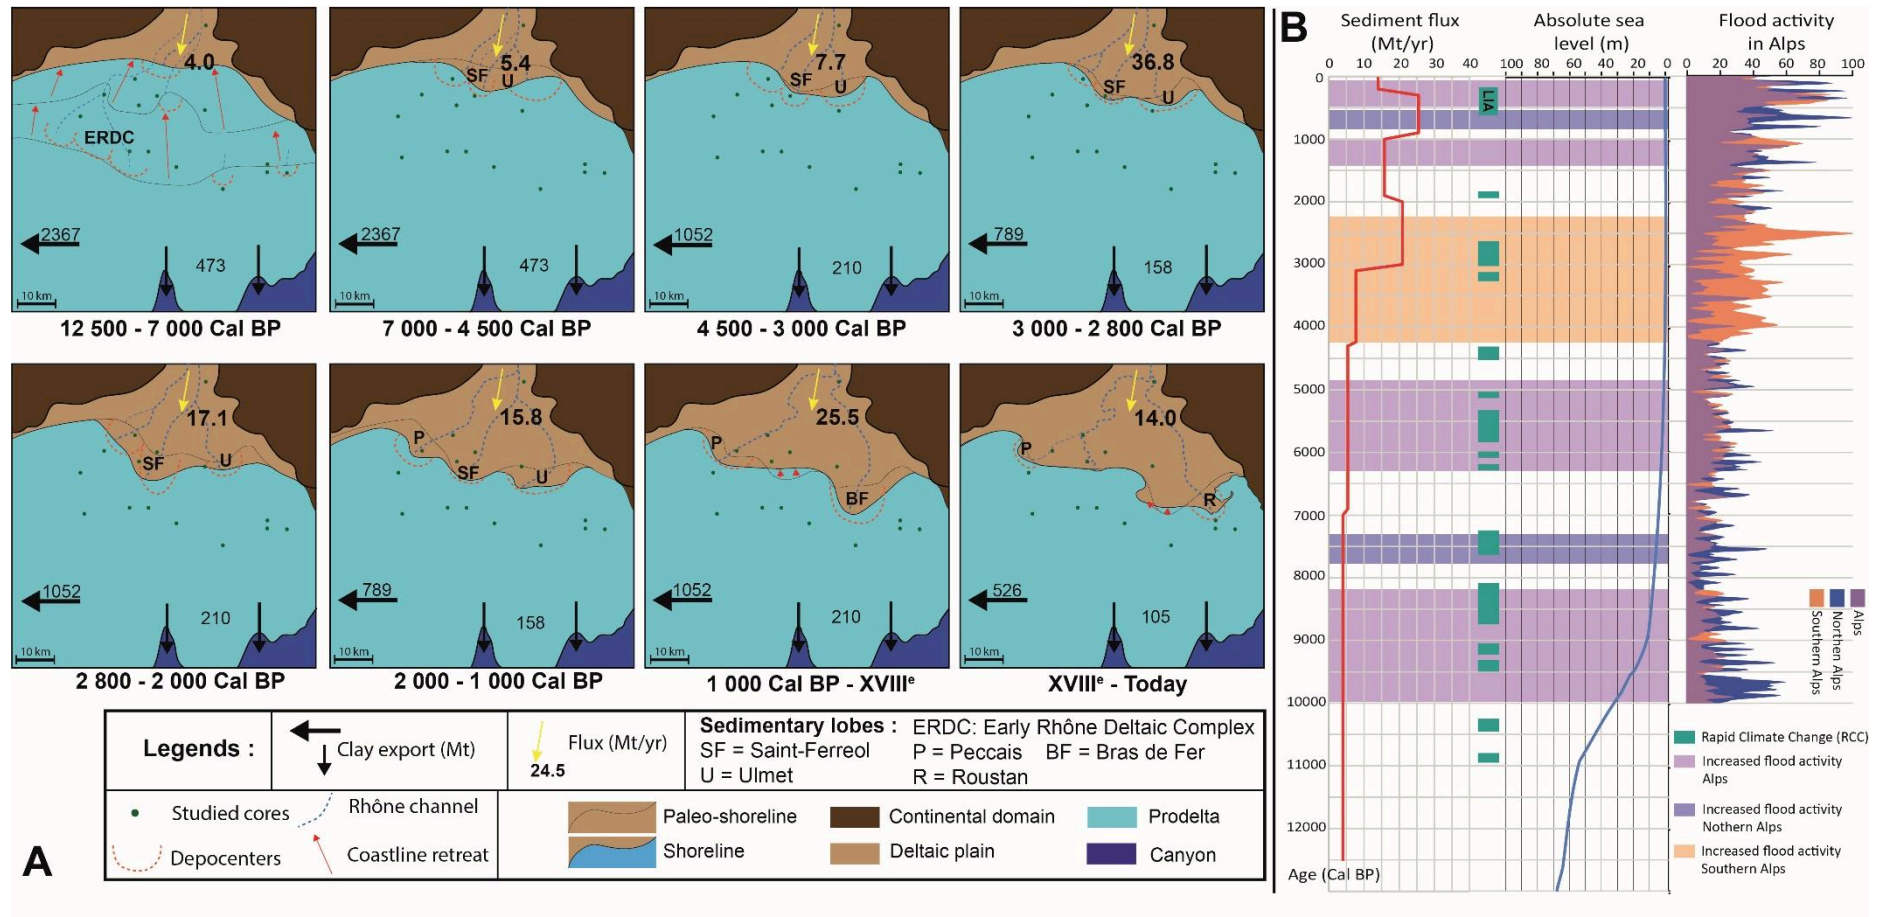 4.0
ERDC
2367
473
10 km
12 500 - 7 000 Cal BP
5.4
SF
U
2367
473
10 km
7 000 - 4 500 Cal BP
7.7
SF
U
1052
210
10 km
4 500 - 3 000 Cal BP
36.8
SF
U
789
158
10 km
3 000 - 2 800 Cal BP
17.1
SF
U
1052
210
10 km
2 800 - 2 000 Cal BP
15.8
P
SF
U
789
158
10 km
2 000 - 1 000 Cal BP
25.5
P
BF
1052
210
10 km
1 000 Cal BP - XVIIIᵉ
14.0
P
R
526
105
10 km
XVIIIᵉ - Today
Legends :
Clay export (Mt)
Flux (Mt/yr)
24.5
Sedimentary lobes : ERDC: Early Rhône Deltaic Complex
SF = Saint-Ferreol P = Peccais BF = Bras de Fer
U = Ulmet R = Roustan
Studied cores
Rhône channel
Depocenters
Coastline retreat
Paleo-shoreline
Continental domain
Prodelta
Shoreline
Deltaic plain
Canyon
A
B
Sediment flux
(Mt/yr)
Absolute sea
level (m)
Flood activity
in Alps
0 10 20 30 40
100 80 60 40 20 0
0 20 40 60 80 100
0
1000
2000
3000
4000
5000
6000
7000
8000
9000
10000
11000
12000
Age (Cal BP)
LIA
Alps
Northen Alps
Southern Alps
Rapid Climate Change (RCC)
Increased flood activity
Alps
Increased flood activity
Nothern Alps
Increased flood activity
Southern Alps